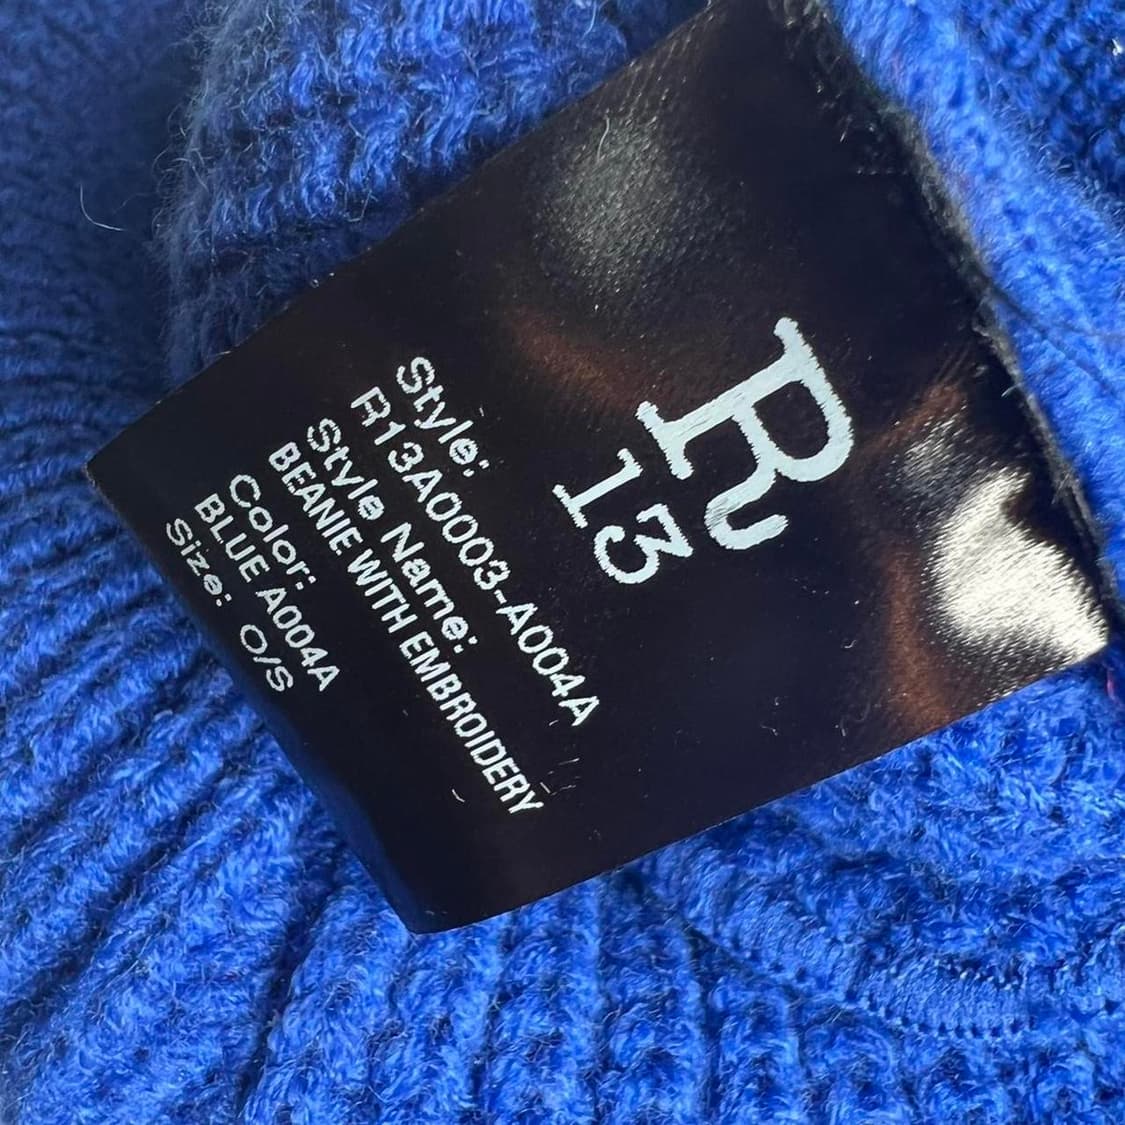 R
13
Style:
R13A0003-A004A
Style Name:
BEANIE WITH EMBROIDERY
Color:
BLUE A004A
Size: O/S